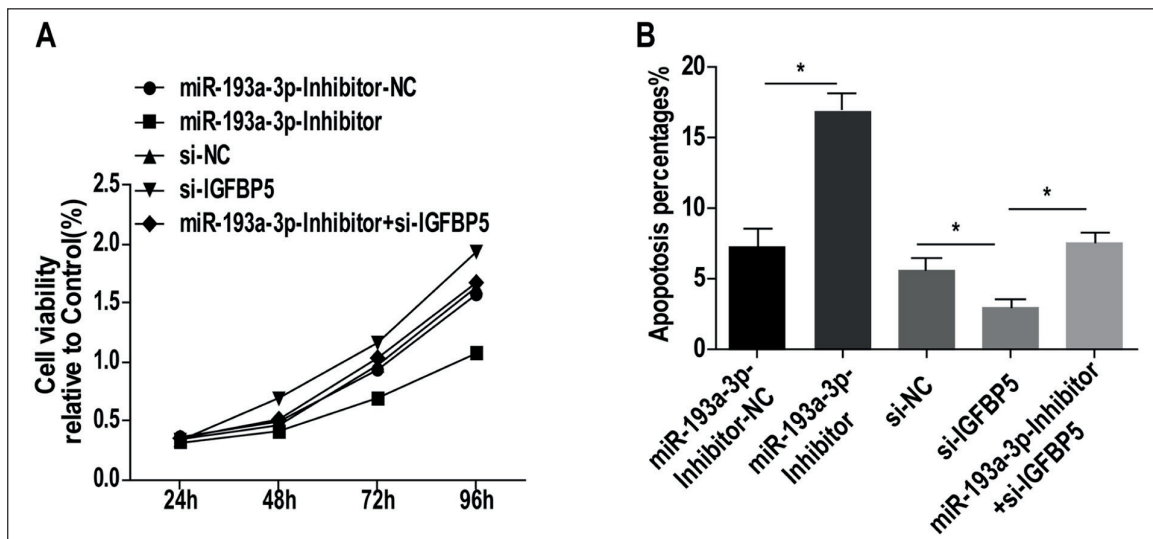 A
miR-193a-3p-Inhibitor-NC
miR-193a-3p-Inhibitor
si-NC
si-IGFBP5
miR-193a-3p-Inhibitor+si-IGFBP5
Cell viability
relative to Control(%)
2.5
2.0
1.5
1.0
0.5
0.0
24h
48h
72h
96h
B
Apopotosis percentages%
20
15
10
5
0
*
*
*
miR-193a-3p-
Inhibitor-NC
miR-193a-3p-
Inhibitor
si-NC
si-IGFBP5
miR-193a-3p-Inhibitor
+si-IGFBP5